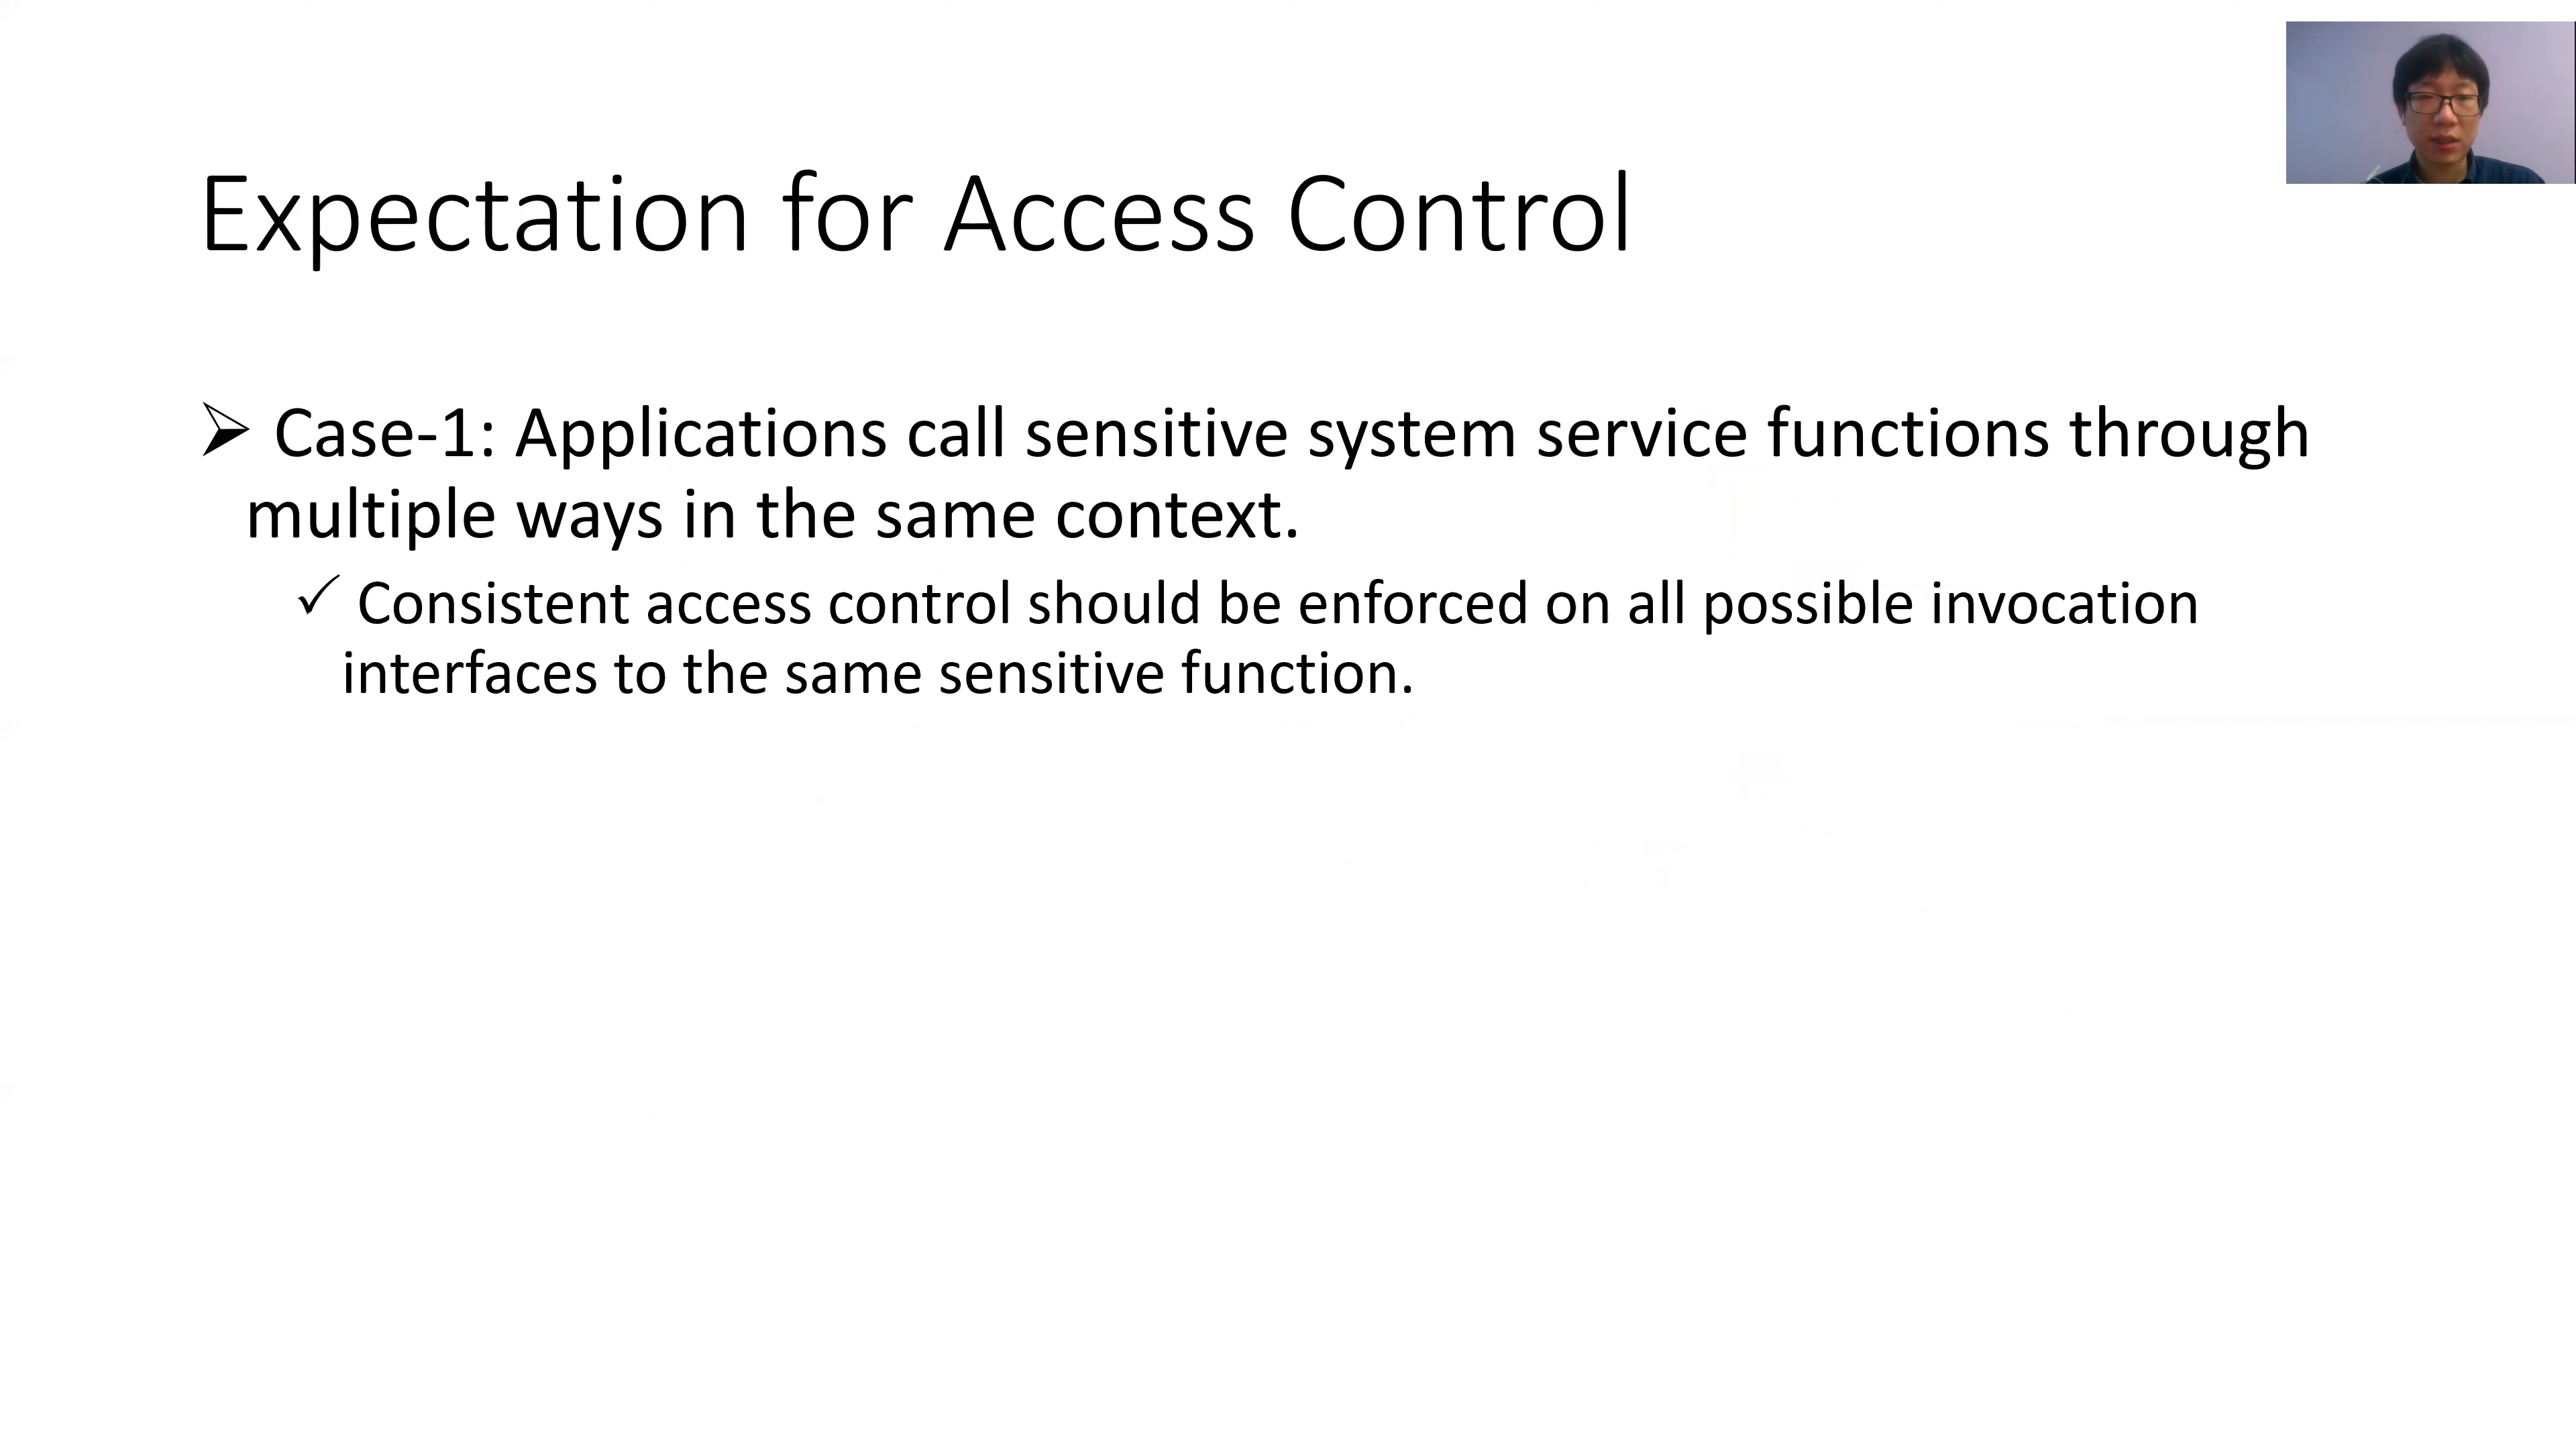 Expectation for Access Control
➢ Case-1: Applications call sensitive system service functions through
multiple ways in the same context.
✓ Consistent access control should be enforced on all possible invocation
interfaces to the same sensitive function.